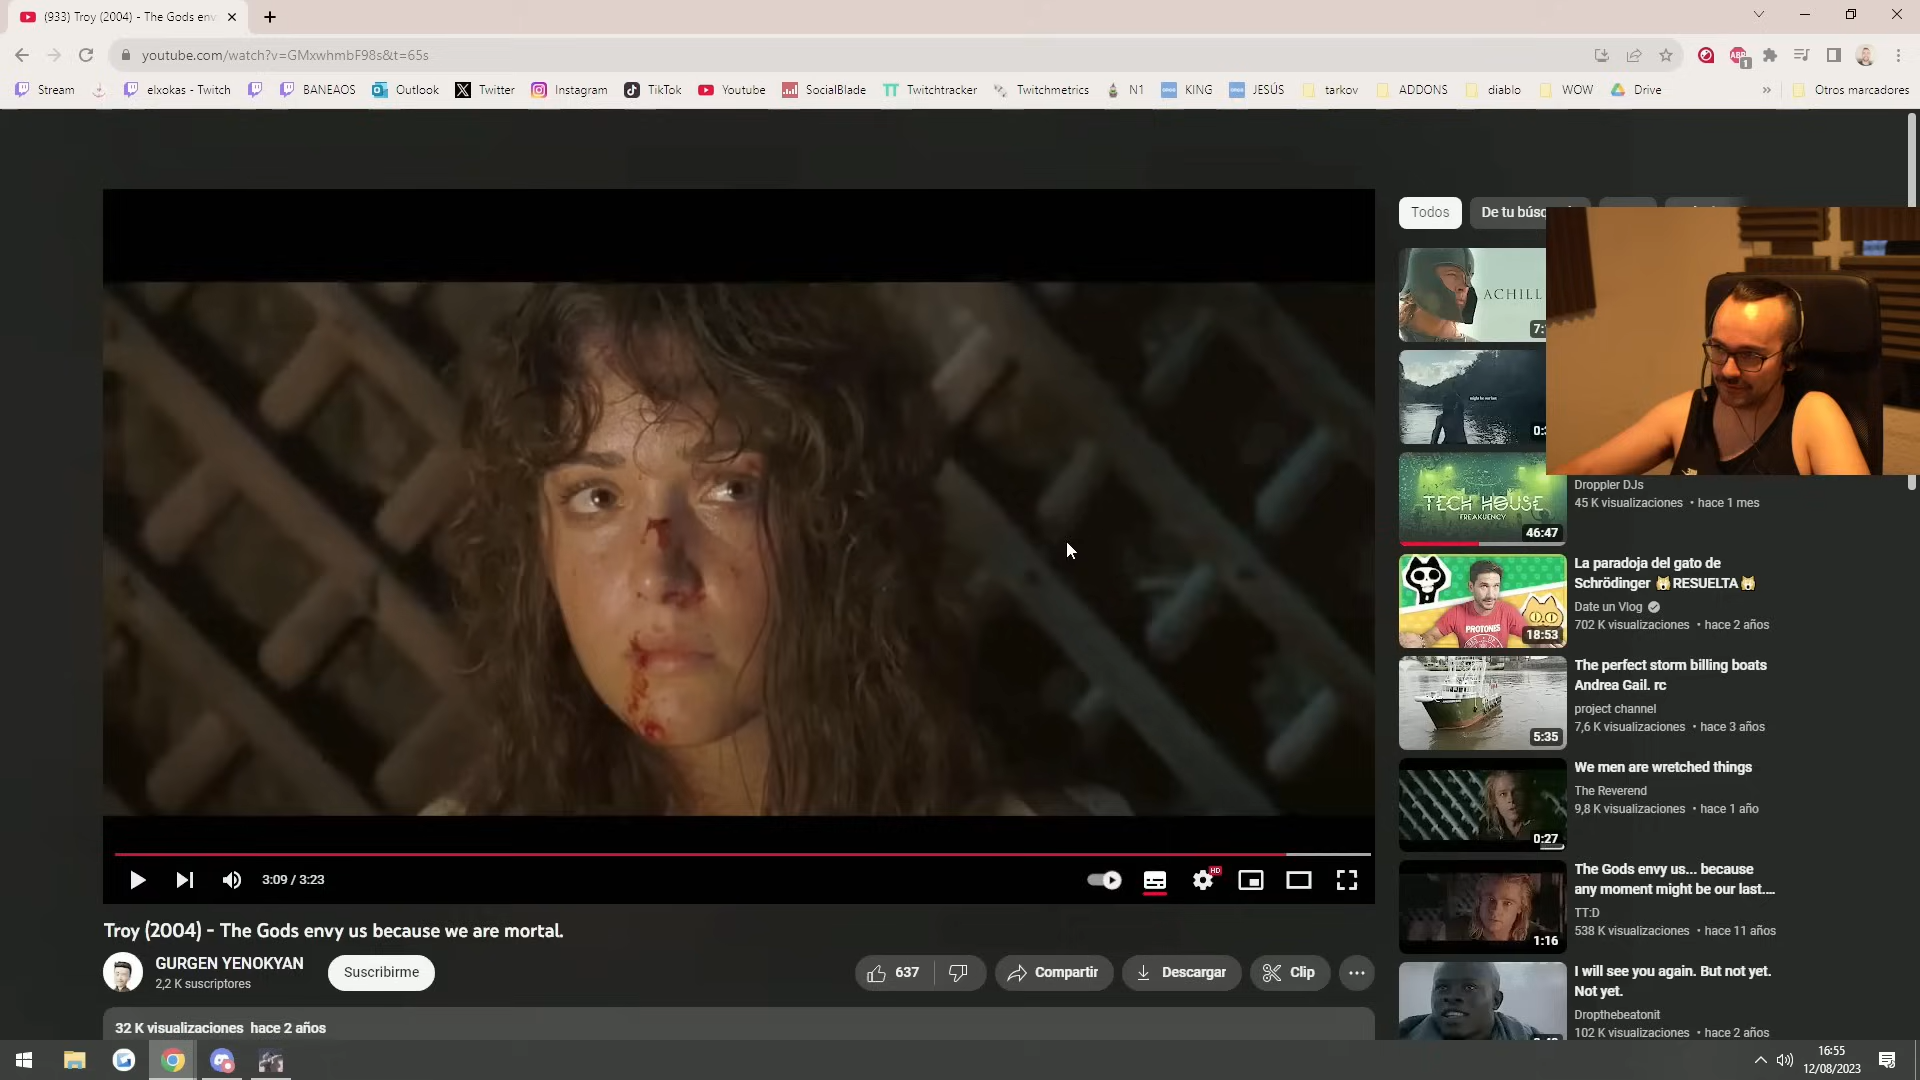 (933) Troy (2004) - The Gods env
youtube.com/watch?v=GMxwhmbF98s&t=65s
ABP
1
Stream
elxokas - Twitch
BANEAOS
Outlook
Twitter
Instagram
TikTok
Youtube
SocialBlade
Twitchtracker
Twitchmetrics
N1
KING
JESÚS
tarkov
ADDONS
diablo
WOW
Drive
»
Otros marcadores
Todos
De tu búsc
ACHILL
TECH HOUSE
FREAKUENCY
46:47
Droppler DJs
45 K visualizaciones • hace 1 mes
PROTONES
18:53
La paradoja del gato de
Schrödinger 🙀RESUELTA🙀
Date un Vlog
702 K visualizaciones • hace 2 años
5:35
The perfect storm billing boats
Andrea Gail. rc
project channel
7,6 K visualizaciones • hace 3 años
0:27
We men are wretched things
The Reverend
9,8 K visualizaciones • hace 1 año
1:16
The Gods envy us... because
any moment might be our last....
TT:D
538 K visualizaciones • hace 11 años
I will see you again. But not yet.
Not yet.
Dropthebeatonit
102 K visualizaciones • hace 2 años
3:09 / 3:23
HD
Troy (2004) - The Gods envy us because we are mortal.
GURGEN YENOKYAN
2,2 K suscriptores
Suscribirme
637
Compartir
Descargar
Clip
32 K visualizaciones hace 2 años
16:55
12/08/2023